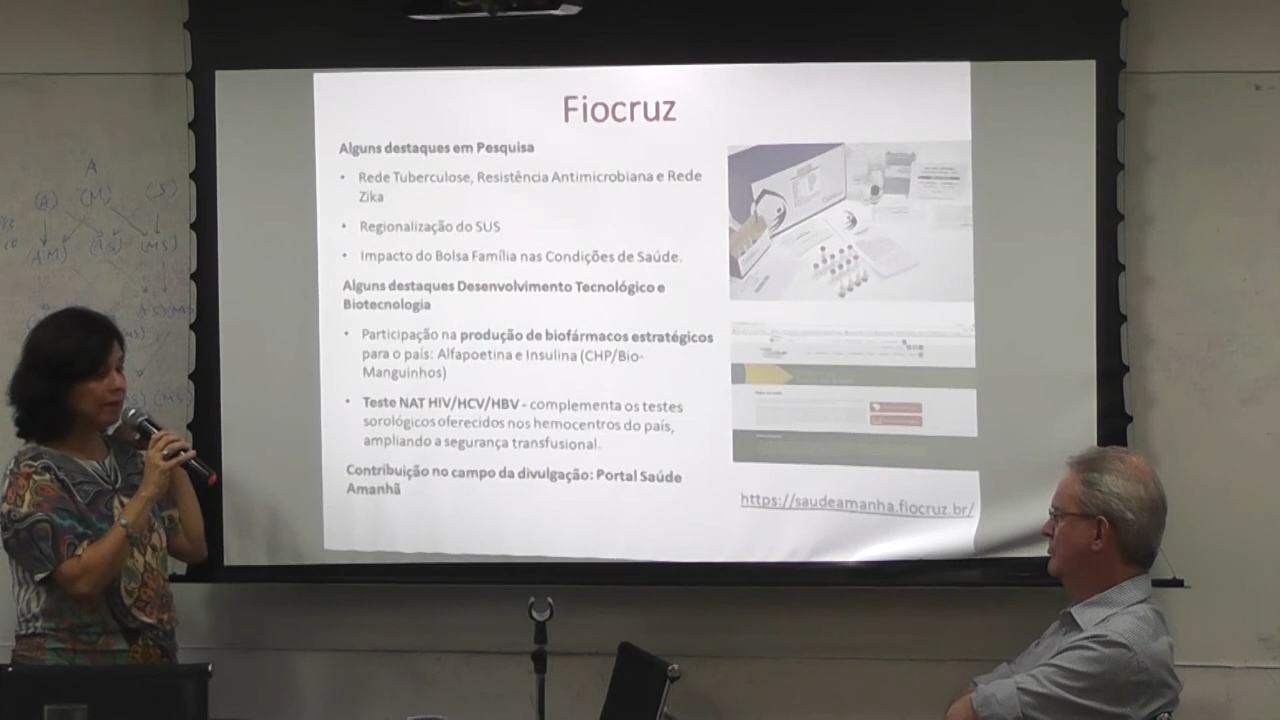 Fiocruz
Alguns destaques em Pesquisa
• Rede Tuberculose, Resistência Antimicrobiana e Rede
Zika
• Regionalização do SUS
• Impacto do Bolsa Família nas Condições de Saúde.
Alguns destaques Desenvolvimento Tecnológico e
Biotecnologia
• Participação na produção de biofármacos estratégicos
para o país: Alfapoetina e Insulina (CHP/Bio-
Manguinhos)
• Teste NAT HIV/HCV/HBV - complementa os testes
sorológicos oferecidos nos hemocentros do país,
ampliando a segurança transfusional.
Contribuição no campo da divulgação: Portal Saúde
Amanhã
https://saudeamanha.fiocruz.br/
A
(A) (M) (S)
(AS) (MS)